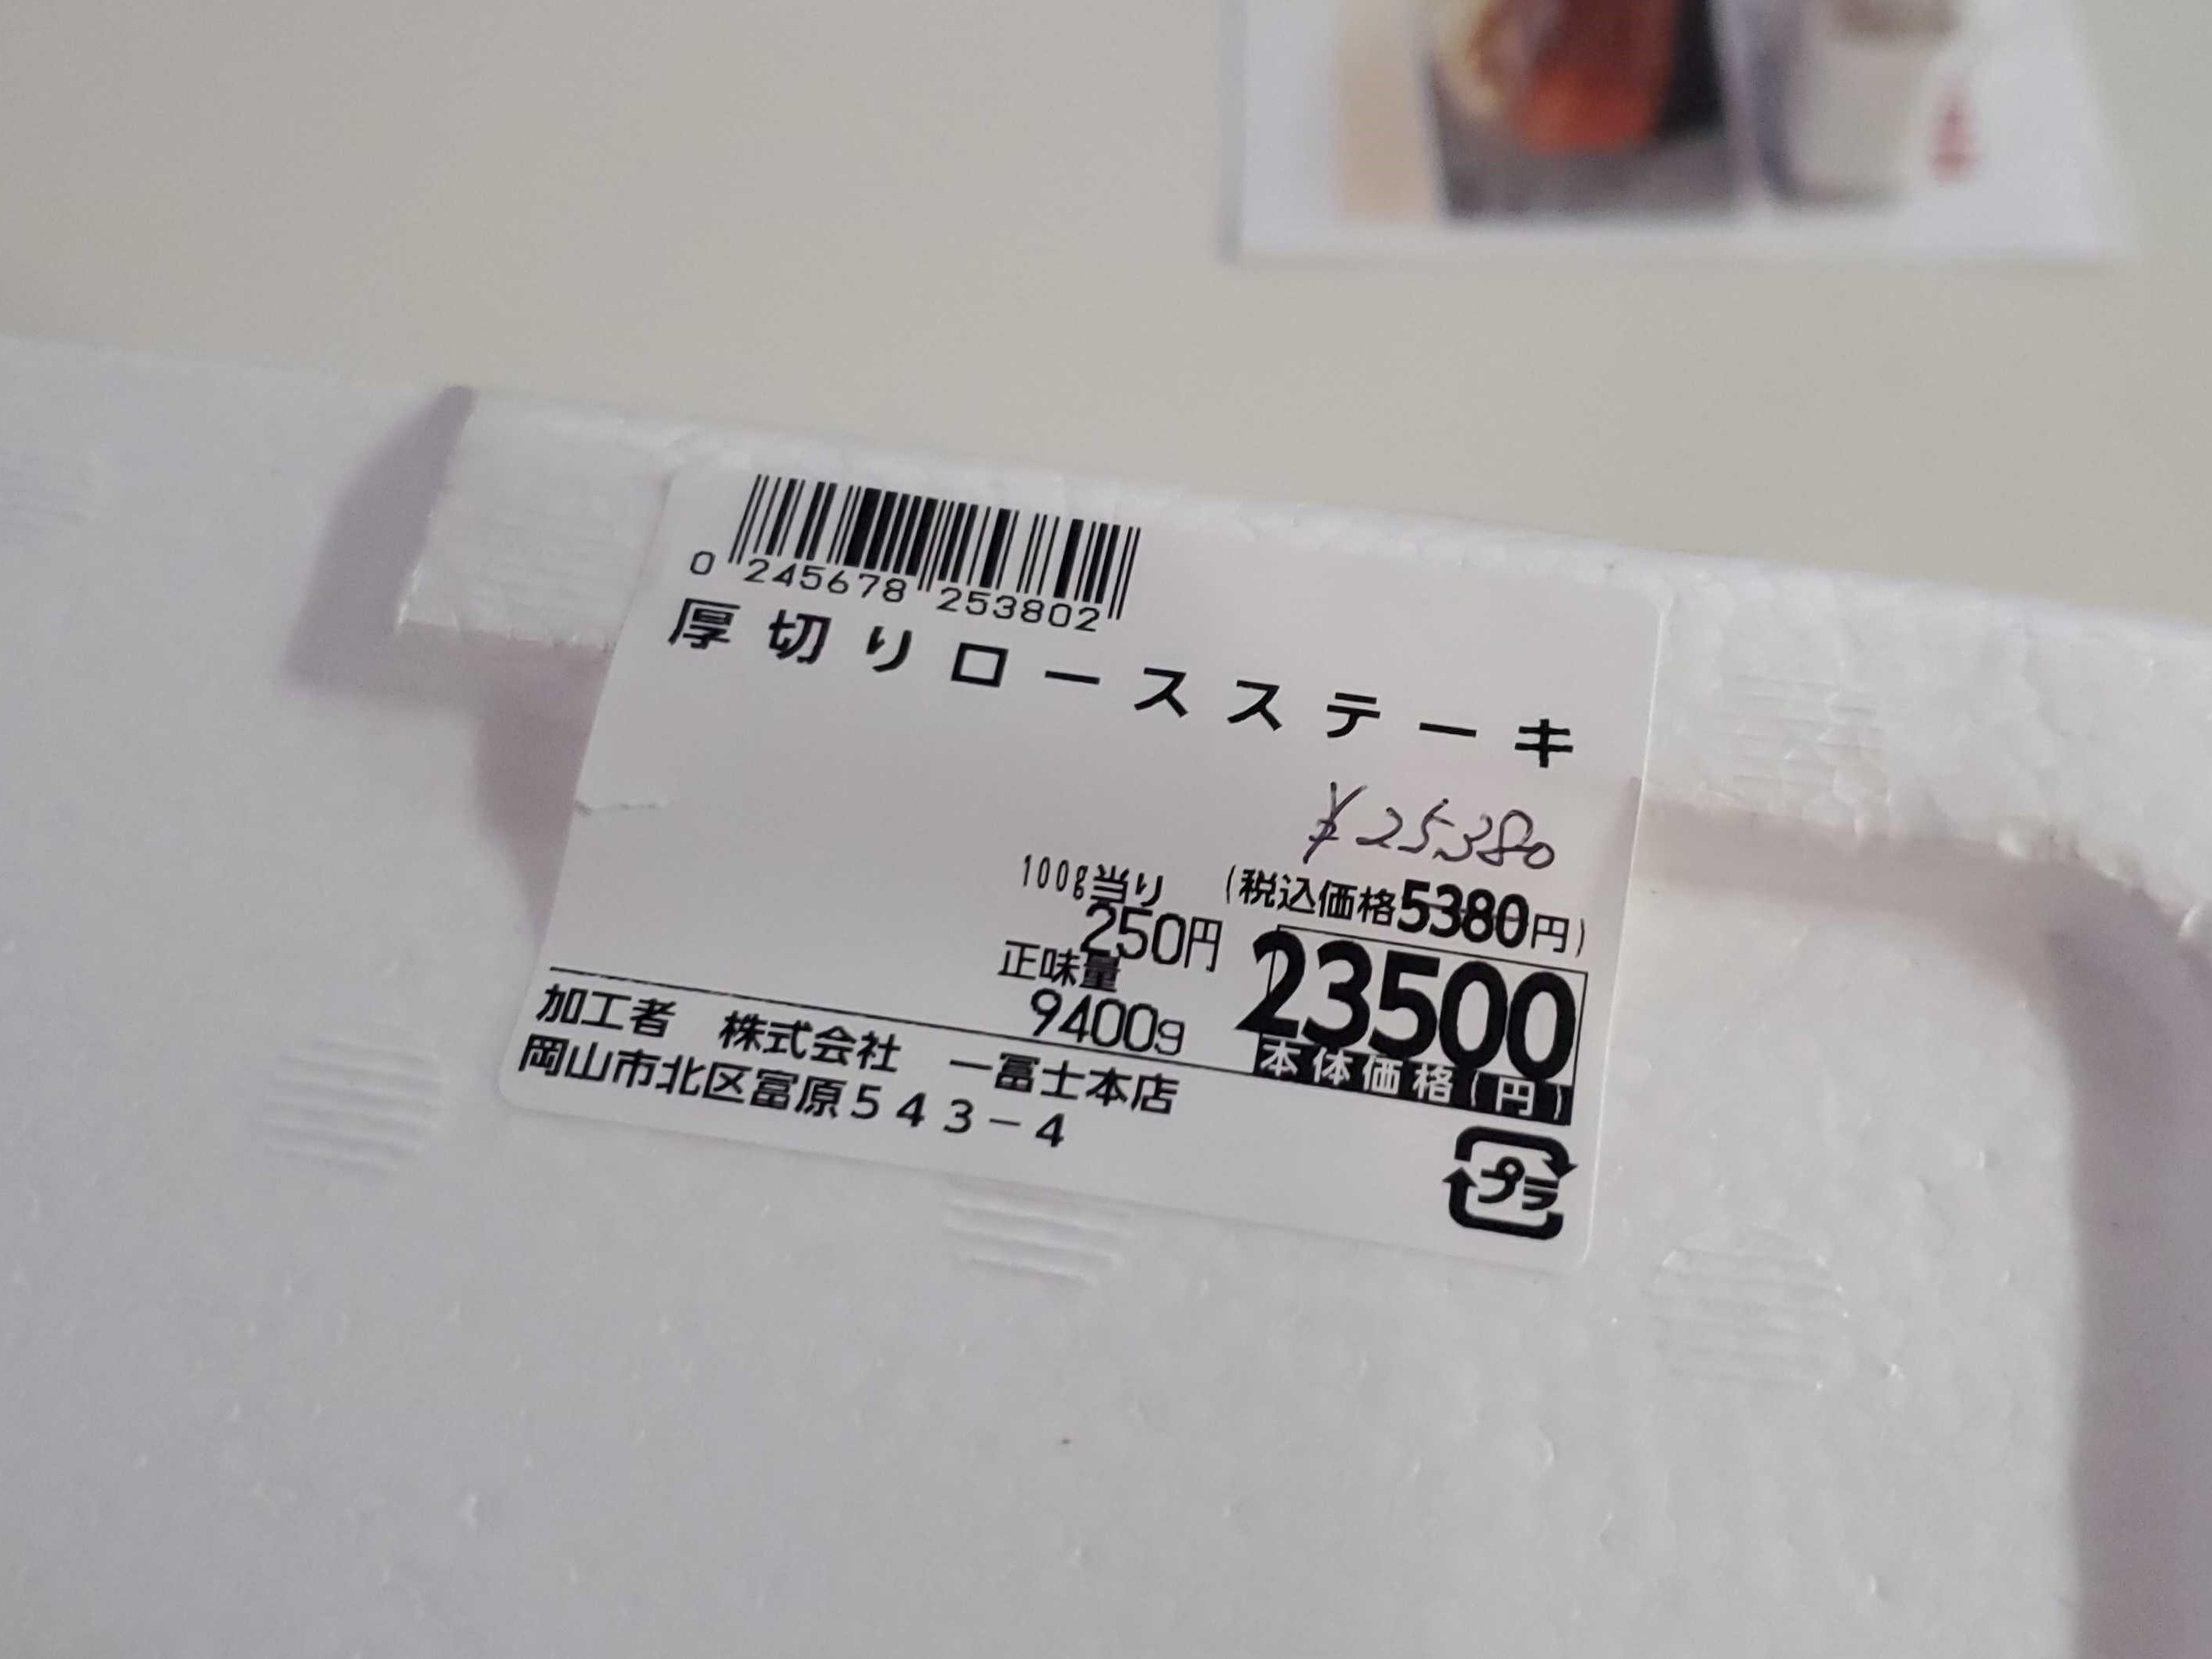 0 245678 253802
厚切りロースステーキ
¥25380
100g当り
250円
(税込価格5380円)
正味量
9400g
23500
本体価格(円)
加工者 株式会社 一冨士本店
岡山市北区富原543-4
プラ